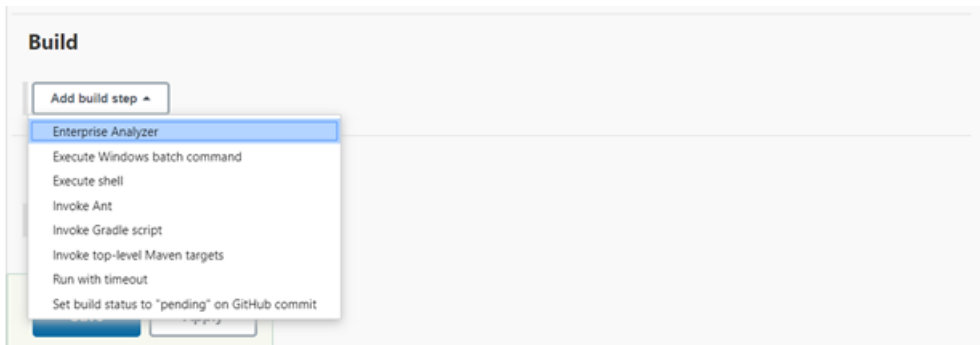 Build
Add build step
Enterprise Analyzer
Execute Windows batch command
Execute shell
Invoke Ant
Invoke Gradle script
Invoke top-level Maven targets
Run with timeout
Set build status to "pending" on GitHub commit